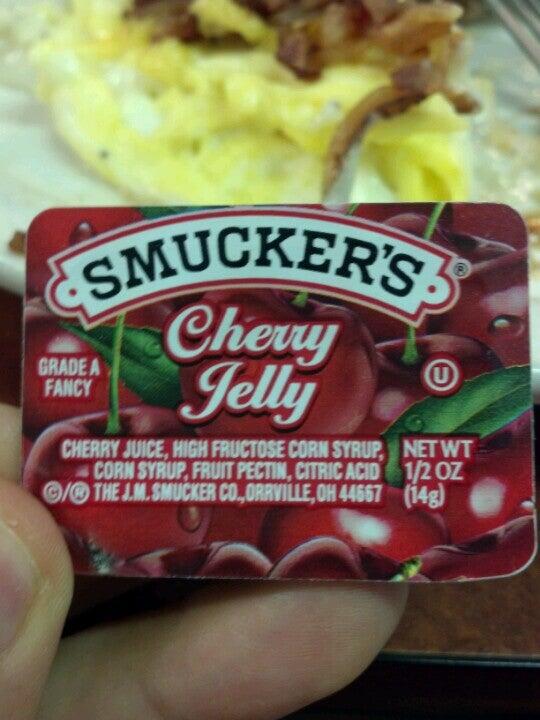 SMUCKER'S®
Cherry
Jelly
GRADE A
FANCY
U
CHERRY JUICE, HIGH FRUCTOSE CORN SYRUP,
CORN SYRUP, FRUIT PECTIN, CITRIC ACID
©/® THE J.M. SMUCKER CO., ORRVILLE, OH 44667
NET WT
1/2 OZ
(14g)